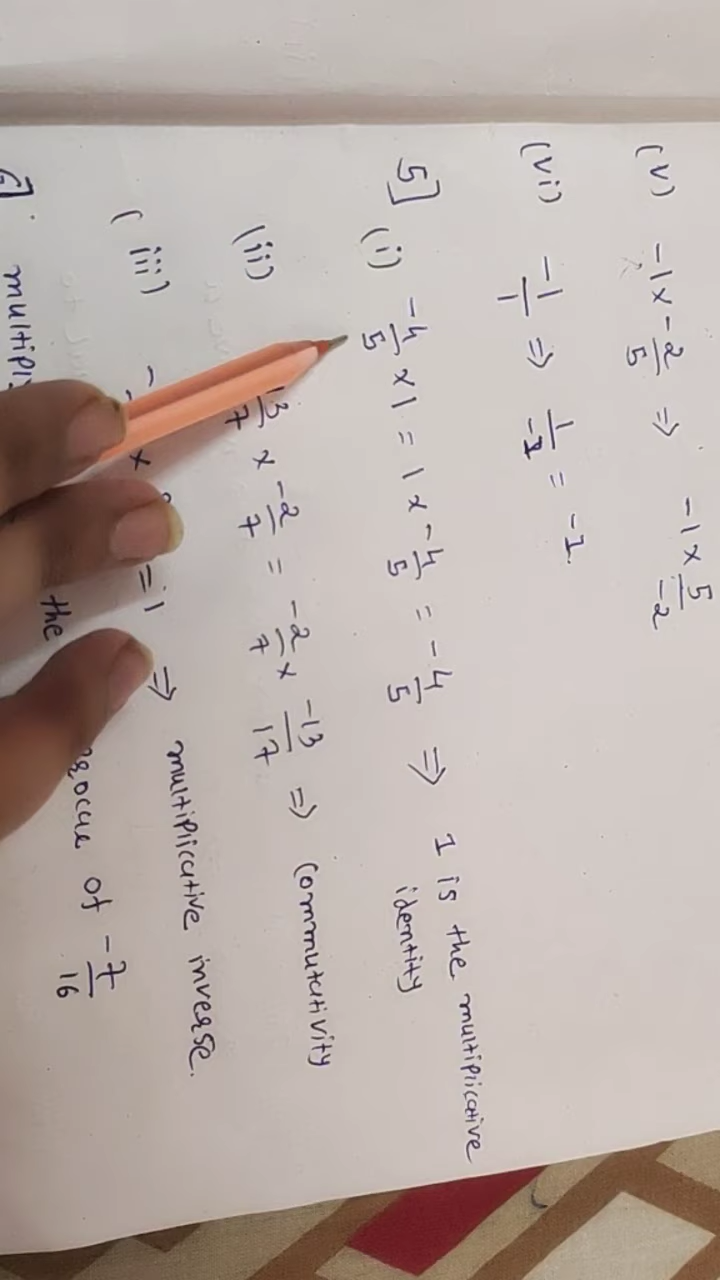 (v) -1 × -2/5 ⇒ -1 × 5/-2
(vi) -1/1 ⇒ 1/-1 = -1.
5]
(i) -4/5 × 1 = 1 × -4/5 = -4/5 ⇒ 1 is the multiplicative
identity
(ii) 13/7 × -2/7 = -2/7 × -13/17 ⇒ Commutativity
(iii) - × = 1 ⇒ multiplicative inverse.
6] the of -7/16